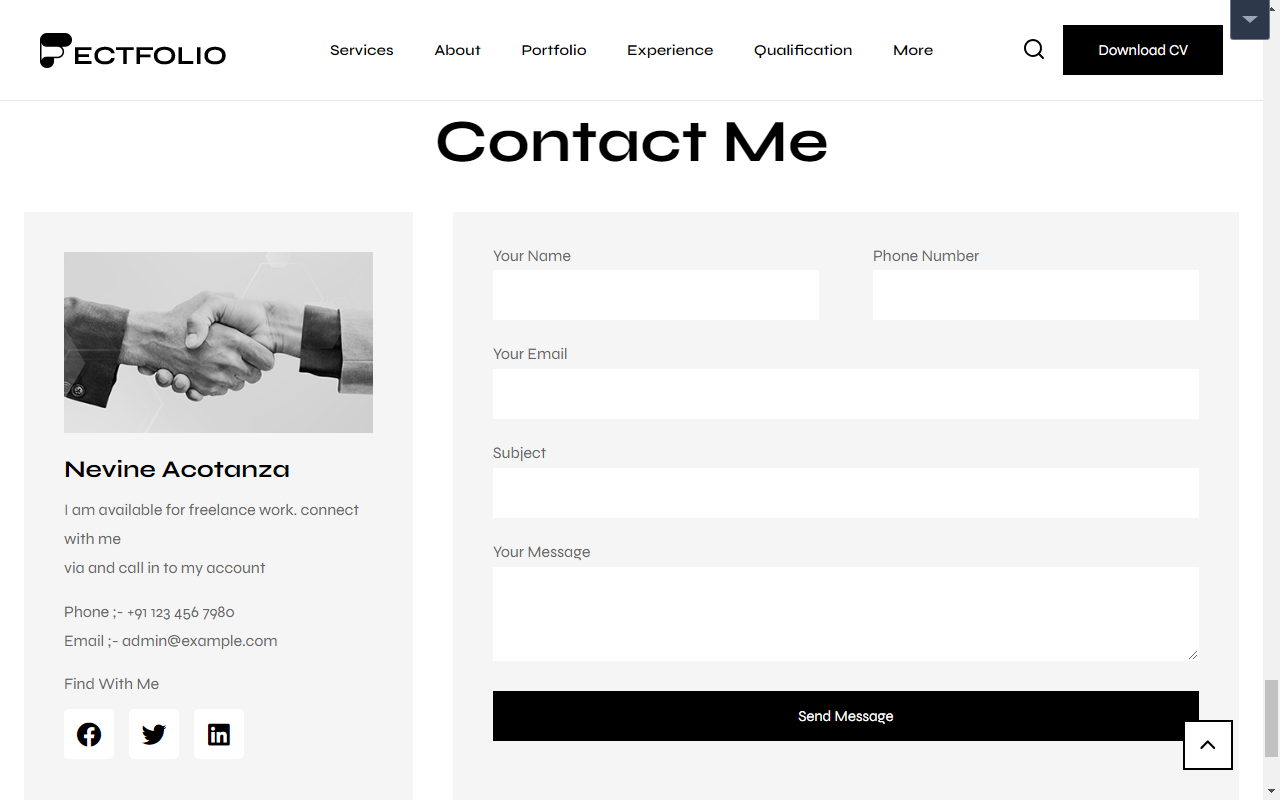 PECTFOLIO
Services
About
Portfolio
Experience
Qualification
More
Download CV
Contact Me
Nevine Acotanza
I am available for freelance work. connect
with me
via and call in to my account
Phone ;- +91 123 456 7980
Email ;- admin@example.com
Find With Me
Your Name
Phone Number
Your Email
Subject
Your Message
Send Message